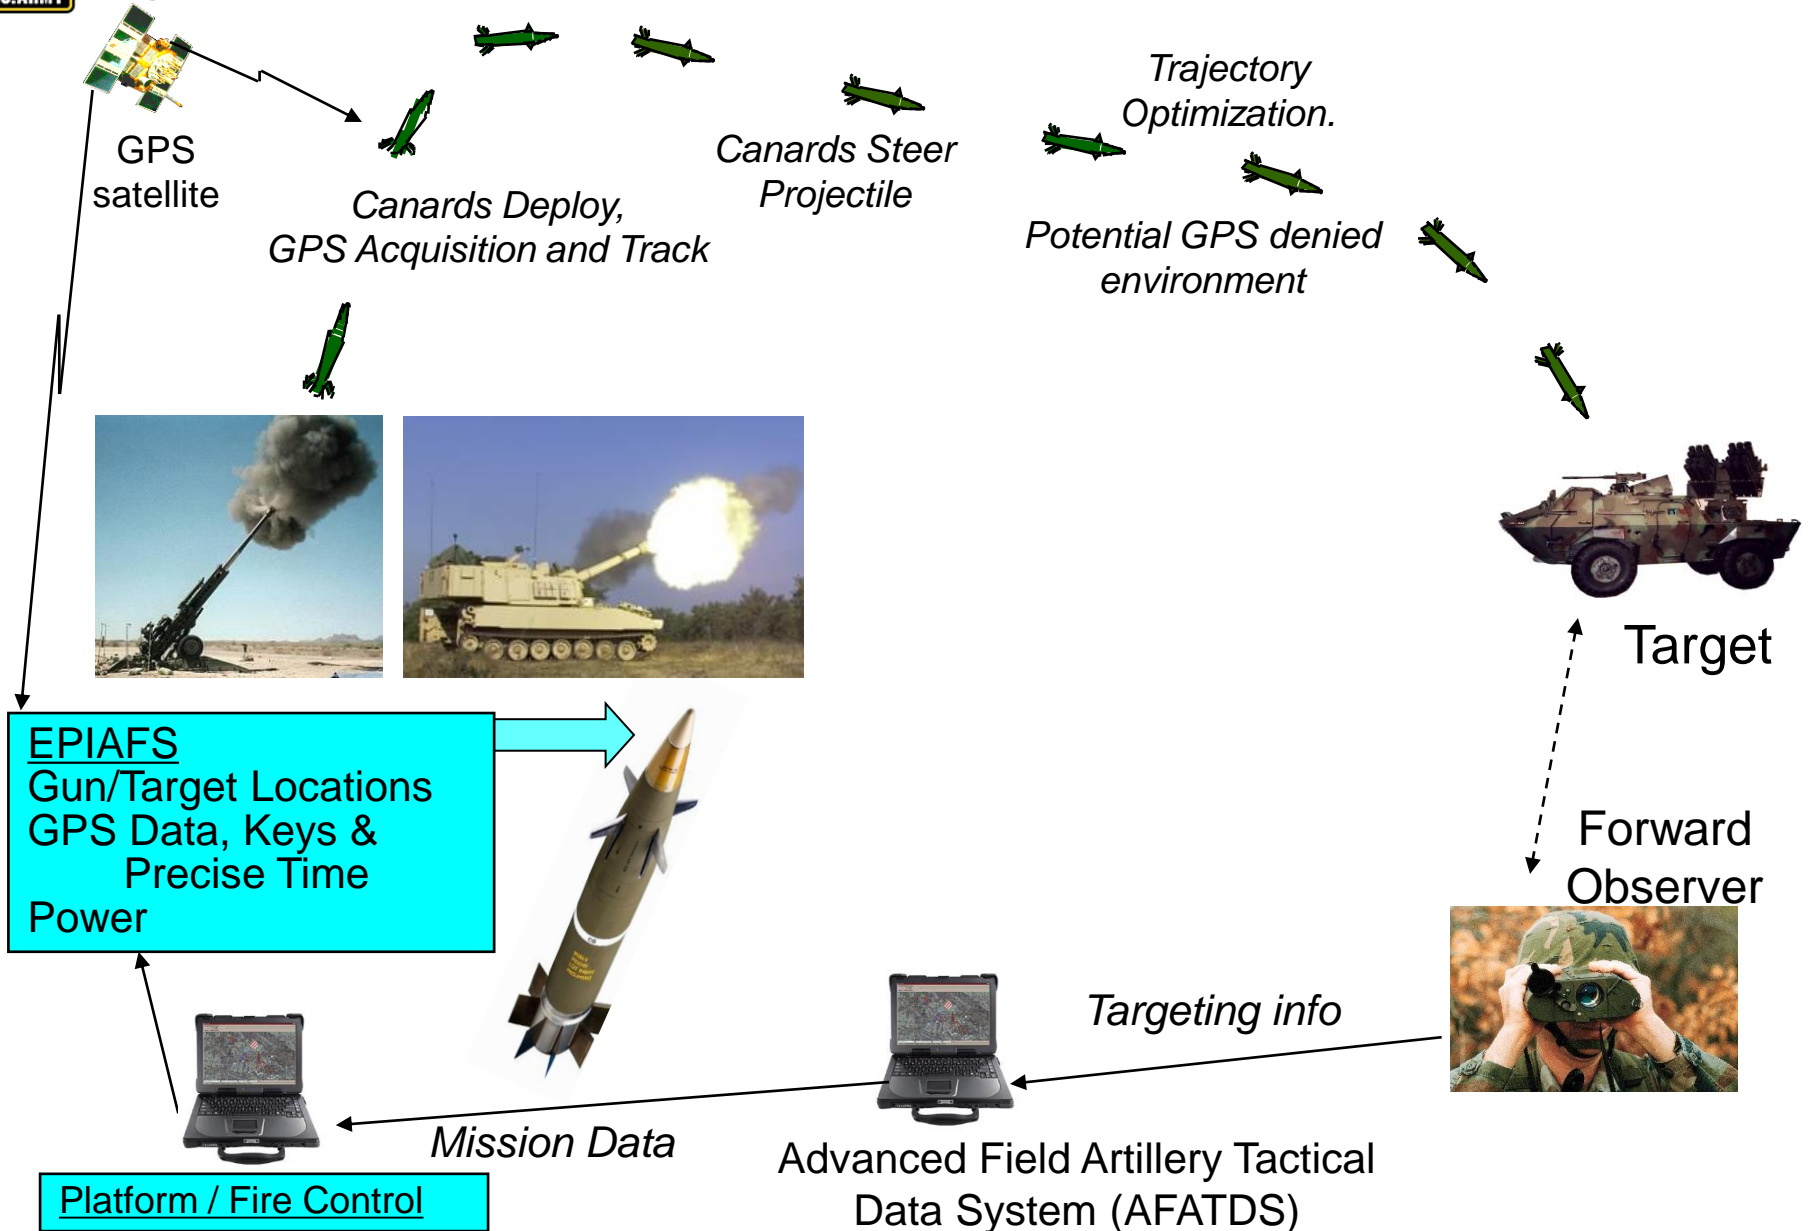 U.S.ARMY
GPS
satellite
Canards Deploy,
GPS Acquisition and Track
Canards Steer
Projectile
Trajectory
Optimization.
Potential GPS denied
environment
Target
EPIAFS
Gun/Target Locations
GPS Data, Keys &
Precise Time
Power
Forward
Observer
Targeting info
Mission Data
Advanced Field Artillery Tactical
Data System (AFATDS)
Platform / Fire Control